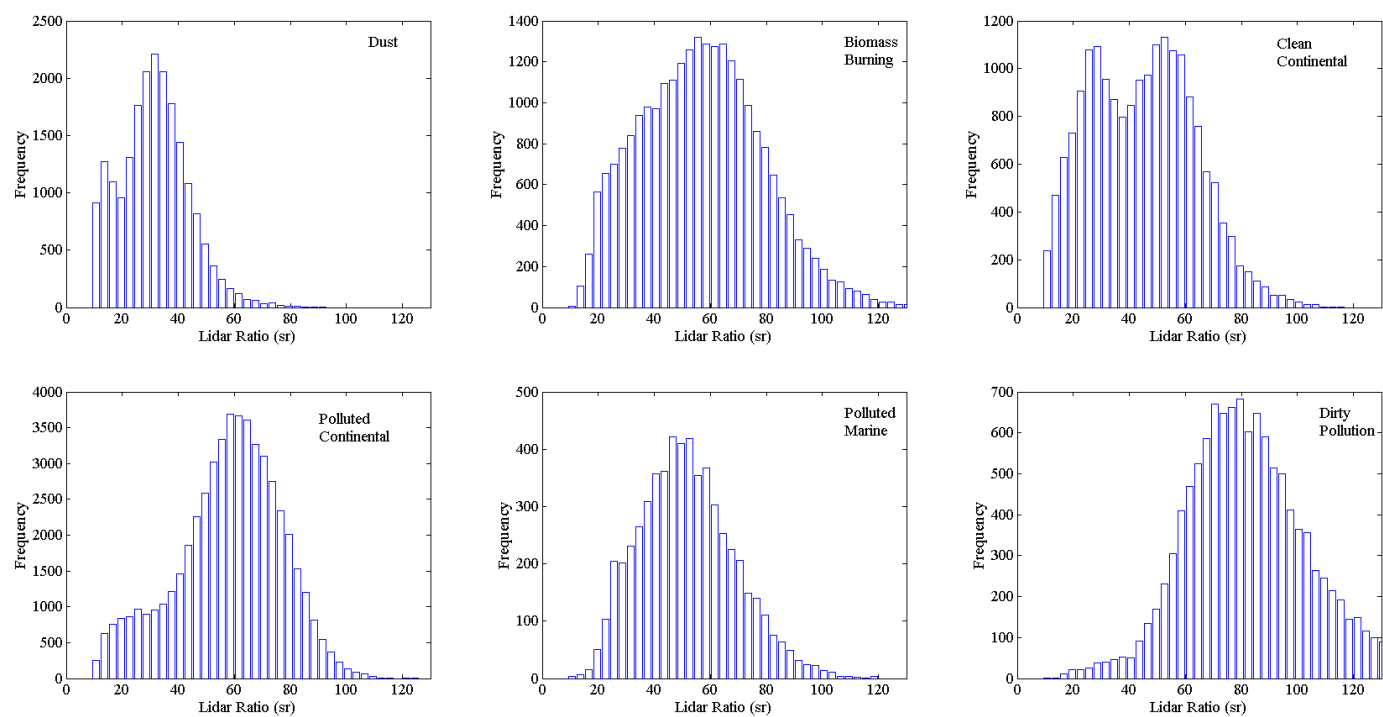 2500
2000
1500
1000
500
0
Frequency
Dust
0 20 40 60 80 100 120
Lidar Ratio (sr)
1400
1200
1000
800
600
400
200
0
Frequency
Biomass
Burning
0 20 40 60 80 100 120
Lidar Ratio (sr)
1200
1000
800
600
400
200
0
Frequency
Clean
Continental
0 20 40 60 80 100 120
Lidar Ratio (sr)
4000
3500
3000
2500
2000
1500
1000
500
0
Frequency
Polluted
Continental
0 20 40 60 80 100 120
Lidar Ratio (sr)
500
400
300
200
100
0
Frequency
Polluted
Marine
0 20 40 60 80 100 120
Lidar Ratio (sr)
700
600
500
400
300
200
100
0
Frequency
Dirty
Pollution
0 20 40 60 80 100 120
Lidar Ratio (sr)